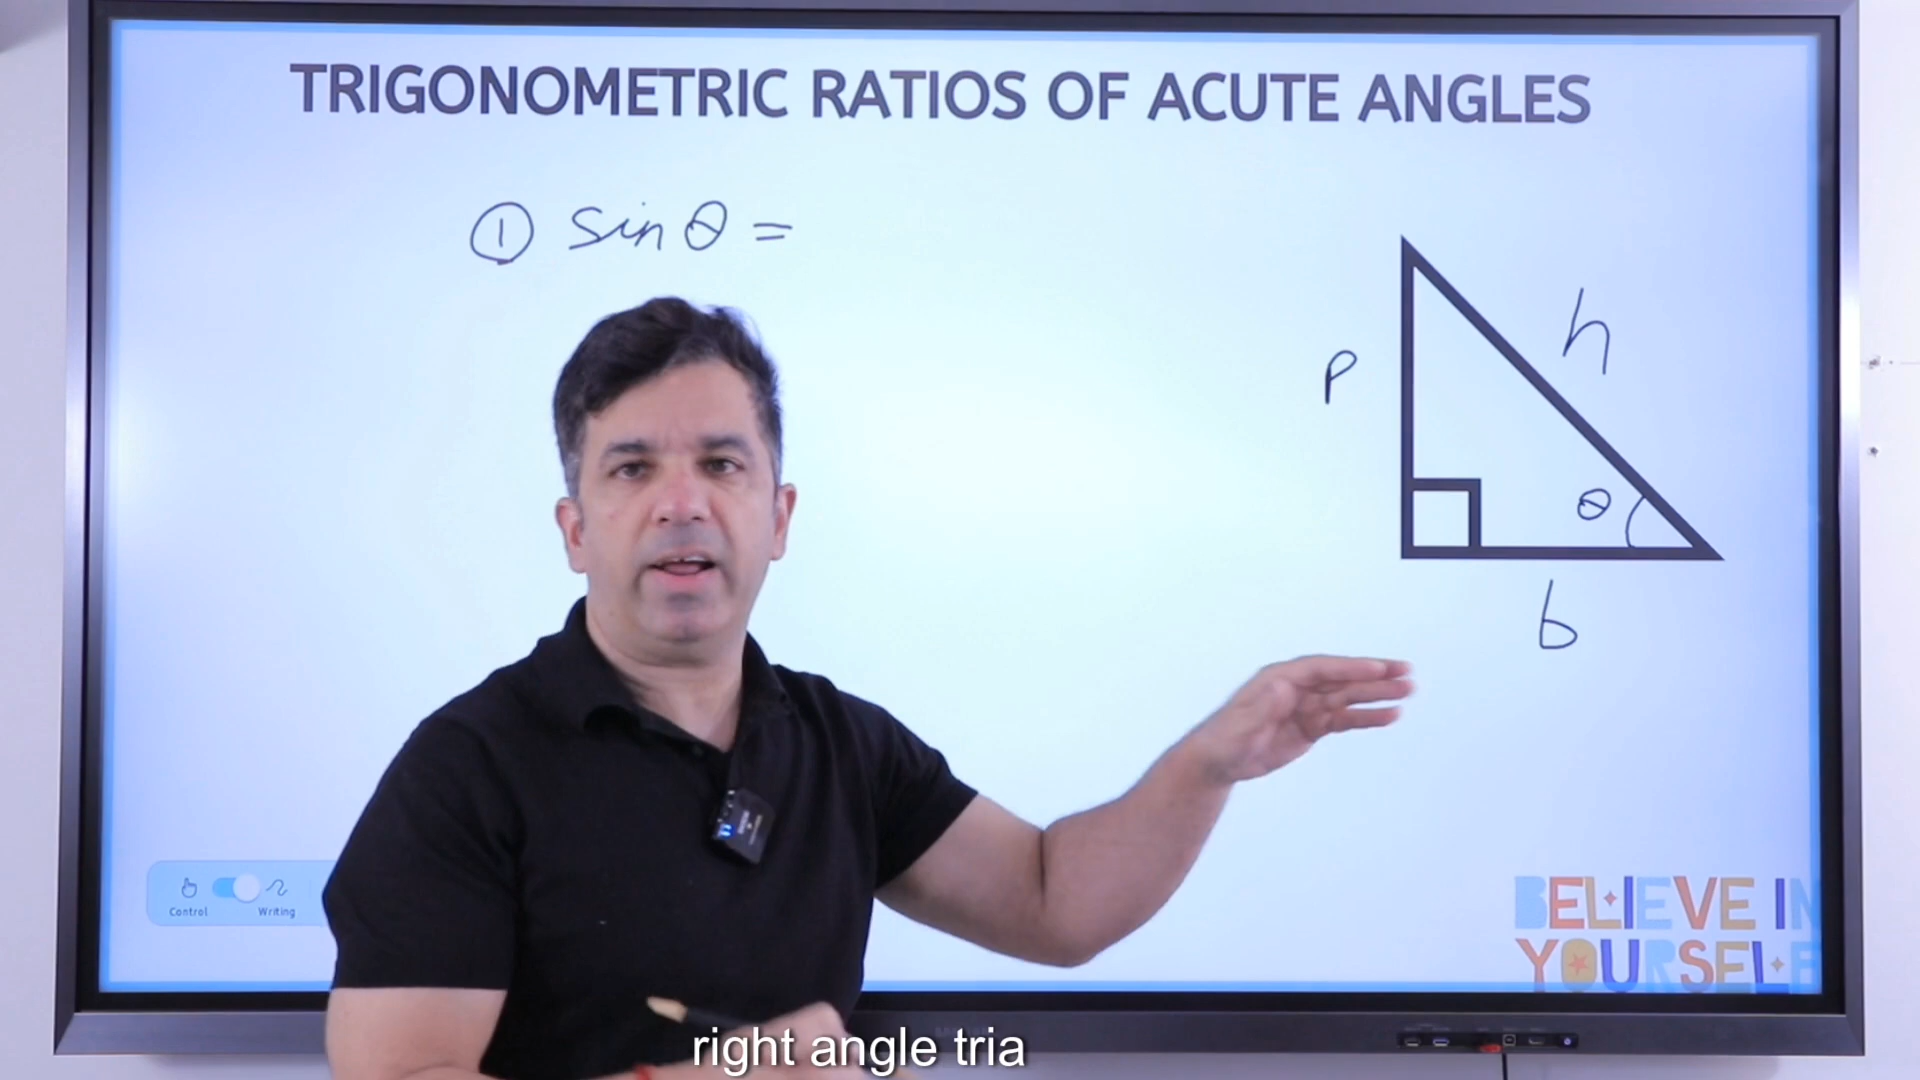 TRIGONOMETRIC RATIOS OF ACUTE ANGLES
① sin θ =
h
p
θ
b
Control Writing
BELIEVE IN
YOURSELF
right angle tria